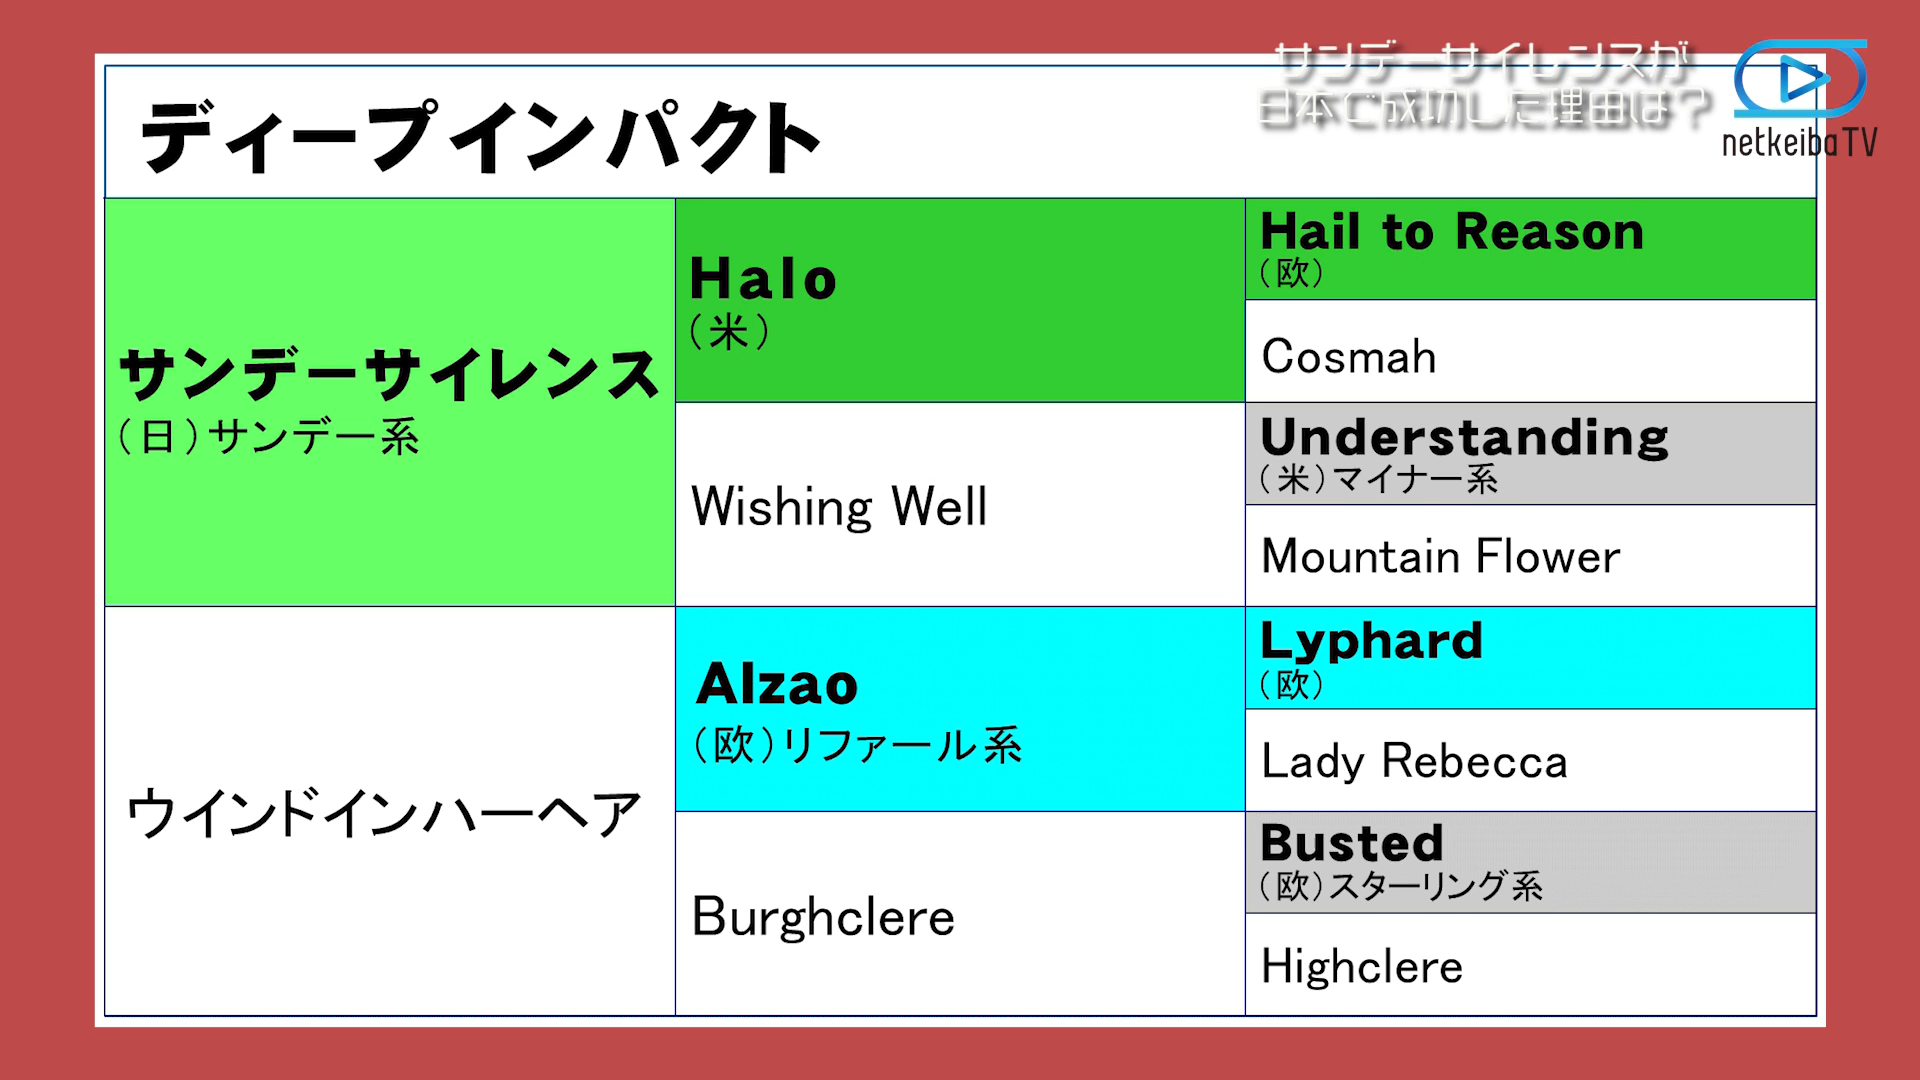 サンデーサイレンスが
日本で成功した理由は?
netkeibaTV
ディープインパクト
サンデーサイレンス
(日)サンデー系
Halo
(米)
Hail to Reason
(欧)
Cosmah
Wishing Well
Understanding
(米)マイナー系
Mountain Flower
ウインドインハーヘア
Alzao
(欧)リファール系
Lyphard
(欧)
Lady Rebecca
Burghclere
Busted
(欧)スターリング系
Highclere